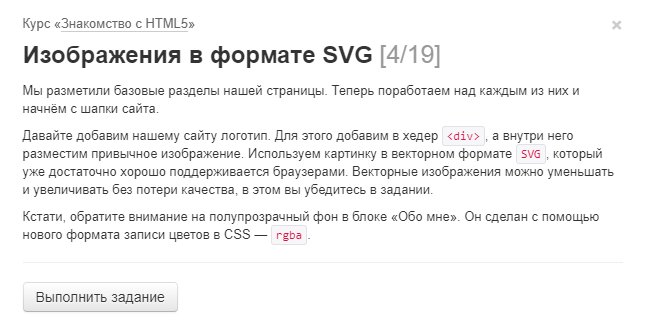 Курс «Знакомство с HTML5»
×
Изображения в формате SVG [4/19]
Мы разметили базовые разделы нашей страницы. Теперь поработаем над каждым из них и
начнём с шапки сайта.
Давайте добавим нашему сайту логотип. Для этого добавим в хедер <div>, а внутри него
разместим привычное изображение. Используем картинку в векторном формате SVG, который
уже достаточно хорошо поддерживается браузерами. Векторные изображения можно уменьшать
и увеличивать без потери качества, в этом вы убедитесь в задании.
Кстати, обратите внимание на полупрозрачный фон в блоке «Обо мне». Он сделан с помощью
нового формата записи цветов в CSS — rgba.
Выполнить задание